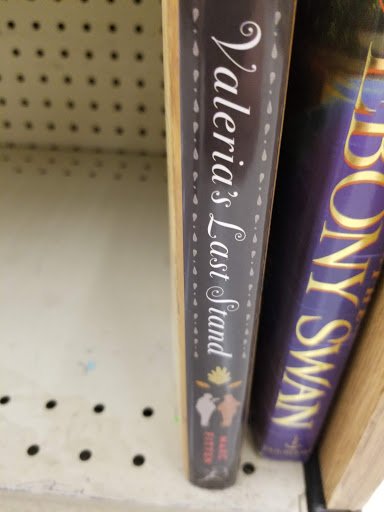 Valeria's Last Stand
MARC
FITTEN
EBONY SWAN